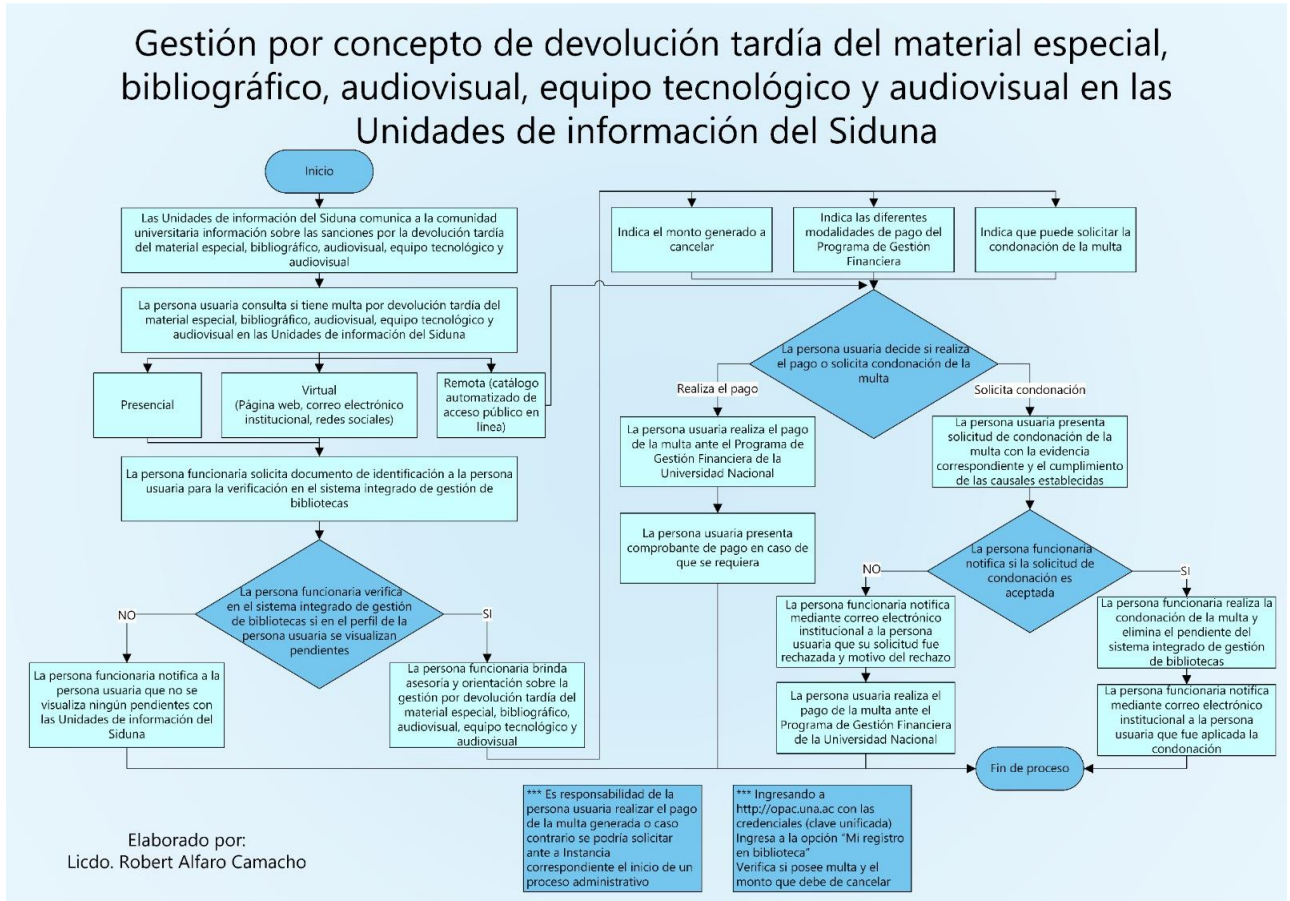 Gestión por concepto de devolución tardía del material especial,
bibliográfico, audiovisual, equipo tecnológico y audiovisual en las
Unidades de información del Siduna
Inicio
Las Unidades de información del Siduna comunica a la comunidad
universitaria información sobre las sanciones por la devolución tardía
del material especial, bibliográfico, audiovisual, equipo tecnológico y
audiovisual
La persona usuaria consulta si tiene multa por devolución tardía del
material especial, bibliográfico, audiovisual, equipo tecnológico y
audiovisual en las Unidades de información del Siduna
Presencial
Virtual
(Página web, correo electrónico
institucional, redes sociales)
Remota (catálogo
automatizado de
acceso público en
línea)
La persona funcionaria solicita documento de identificación a la persona
usuaria para la verificación en el sistema integrado de gestión de
bibliotecas
La persona funcionaria verifica
en el sistema integrado de gestión
de bibliotecas si en el perfil de la
persona usuaria se visualizan
pendientes
NO
SI
La persona funcionaria notifica a la
persona usuaria que no se
visualiza ningún pendientes con
las Unidades de información del
Siduna
La persona funcionaria brinda
asesoría y orientación sobre la
gestión por devolución tardía del
material especial, bibliográfico,
audiovisual, equipo tecnológico y
audiovisual
Indica el monto generado a
cancelar
Indica las diferentes
modalidades de pago del
Programa de Gestión
Financiera
Indica que puede solicitar la
condonación de la multa
La persona usuaria decide si realiza
el pago o solicita condonación de la
multa
Realiza el pago
Solicita condonación
La persona usuaria realiza el pago
de la multa ante el Programa de
Gestión Financiera de la
Universidad Nacional
La persona usuaria presenta
comprobante de pago en caso de
que se requiera
La persona usuaria presenta
solicitud de condonación de la
multa con la evidencia
correspondiente y el cumplimiento
de las causales establecidas
La persona funcionaria
notifica si la solicitud de
condonación es
aceptada
NO
SI
La persona funcionaria notifica
mediante correo electrónico
institucional a la persona
usuaria que su solicitud fue
rechazada y motivo del rechazo
La persona usuaria realiza el
pago de la multa ante el
Programa de Gestión Financiera
de la Universidad Nacional
La persona funcionaria realiza la
condonación de la multa y
elimina el pendiente del
sistema integrado de gestión
de bibliotecas
La persona funcionaria notifica
mediante correo electrónico
institucional a la persona
usuaria que fue aplicada la
condonación
Fin de proceso
*** Es responsabilidad de la
persona usuaria realizar el pago
de la multa generada o caso
contrario se podría solicitar
ante a Instancia
correspondiente el inicio de un
proceso administrativo
*** Ingresando a
http://opac.una.ac con las
credenciales (clave unificada)
Ingresa a la opción “Mi registro
en biblioteca”
Verifica si posee multa y el
monto que debe de cancelar
Elaborado por:
Licdo. Robert Alfaro Camacho